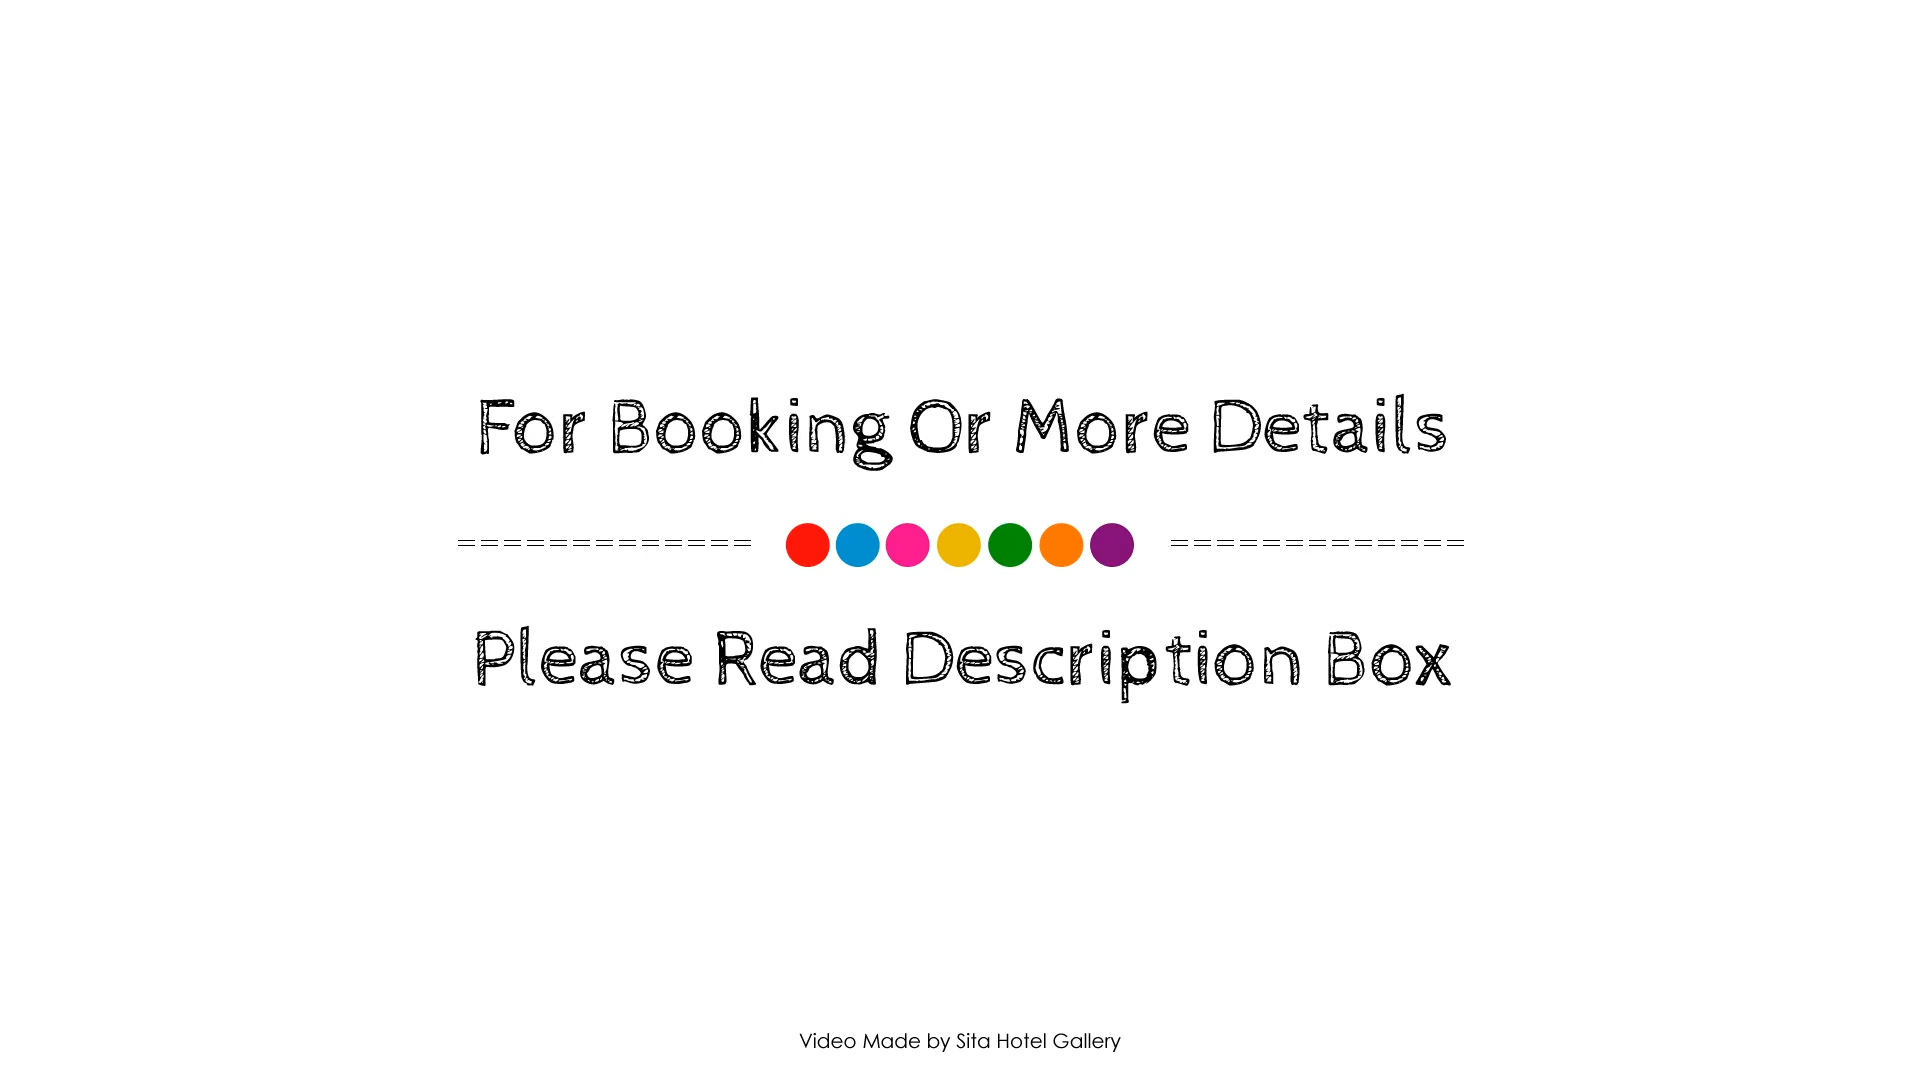 For Booking Or More Details
============= =============
Please Read Description Box
Video Made by Sita Hotel Gallery